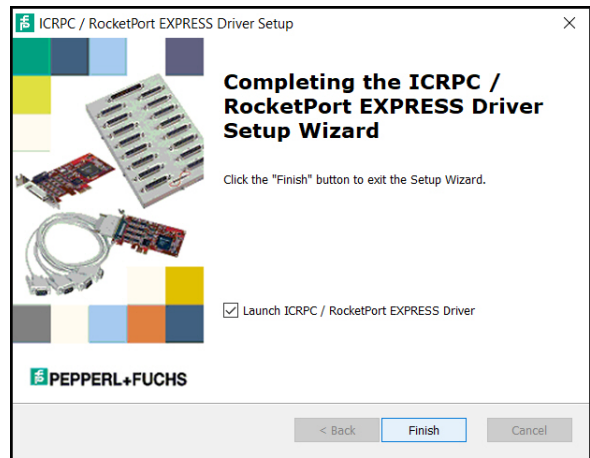 ICRPC / RocketPort EXPRESS Driver Setup
Completing the ICRPC /
RocketPort EXPRESS Driver
Setup Wizard
Click the "Finish" button to exit the Setup Wizard.
Launch ICRPC / RocketPort EXPRESS Driver
PEPPERL+FUCHS
< Back
Finish
Cancel